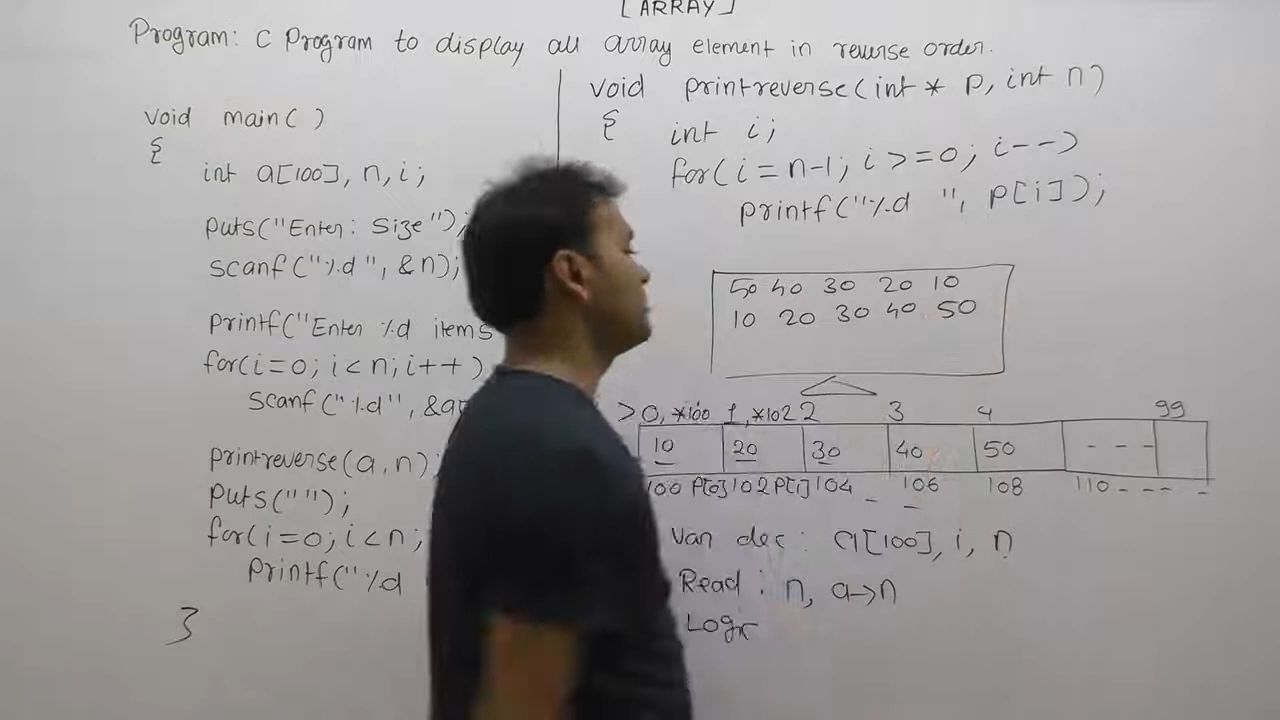 [ARRAY]
Program: C Program to display all array element in reverse order.
void main( )
{
int a[100], n, i;
puts("Enter: Size");
scanf("%d", &n);
printf("Enter %d items
for(i=0; i<n; i++)
scanf("%d", &a
printreverse(a, n);
puts("");
for(i=0; i<n;
printf("%d
}
void printreverse(int * P, int n)
{ int i;
for(i=n-1; i>=0; i--)
printf("%d ", P[i]);
50 40 30 20 10
10 20 30 40 50
>0, *100 1, *102 2 3 4 99
10 20 30 40 50 - - -
100 P[0] 102 P[1] 104 _ 106 108 110 - - - -
Van dec: a[100], i, n
Read : n, a->n